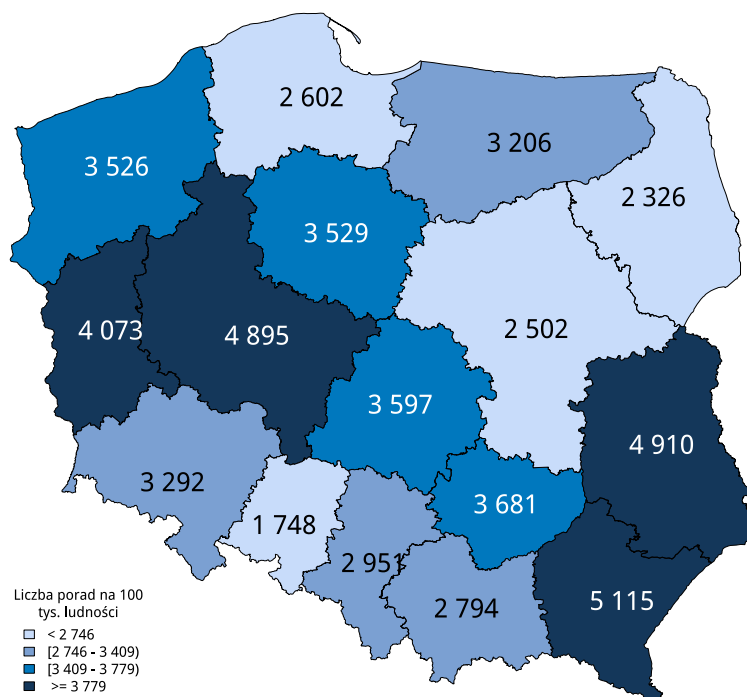 2 602
3 206
3 526
2 326
3 529
4 073
4 895
2 502
3 597
4 910
3 292
3 681
1 748
2 951
2 794
5 115
Liczba porad na 100
tys. ludności
< 2 746
[2 746 - 3 409)
[3 409 - 3 779)
>= 3 779